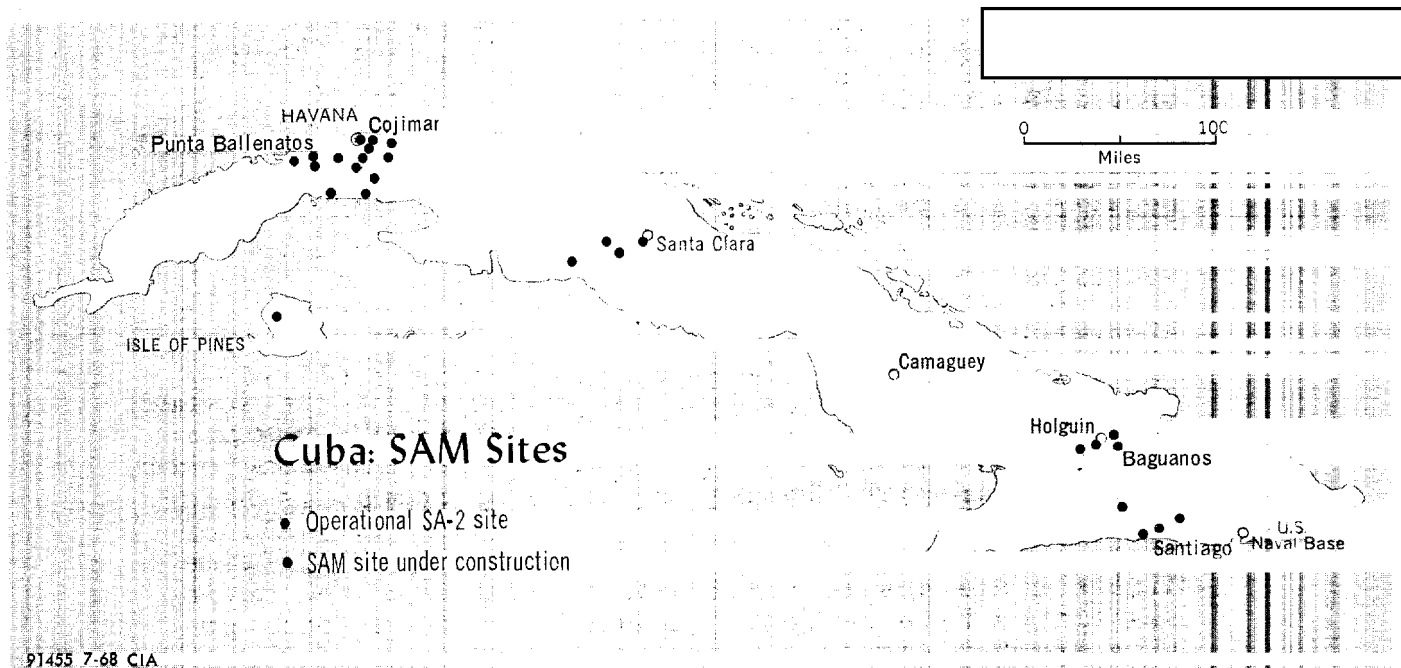 HAVANA
Cojimar
Punta Ballenatos
0 100
Miles
Santa Clara
ISLE OF PINES
Camaguey
Holguin
Baguanos
Cuba: SAM Sites
Operational SA-2 site
SAM site under construction
Santiago
U.S.
Naval Base
91455 7-68 CIA